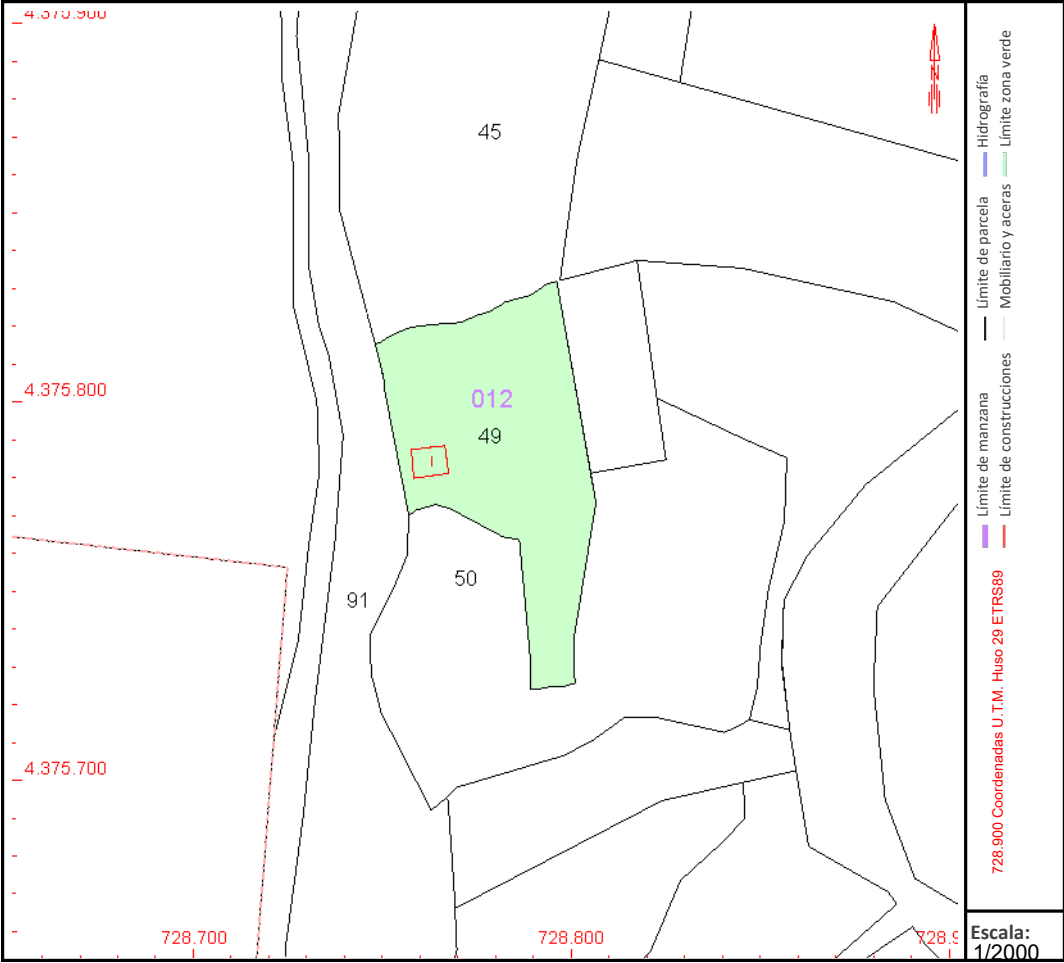 4.375.900
45
4.375.800
012
49
I
50
91
4.375.700
728.700
728.800
728.9
N
Límite de manzana
Límite de parcela
Hidrografía
Límite de construcciones
Mobiliario y aceras
Límite zona verde
728.900 Coordenadas U.T.M. Huso 29 ETRS89
Escala:
1/2000